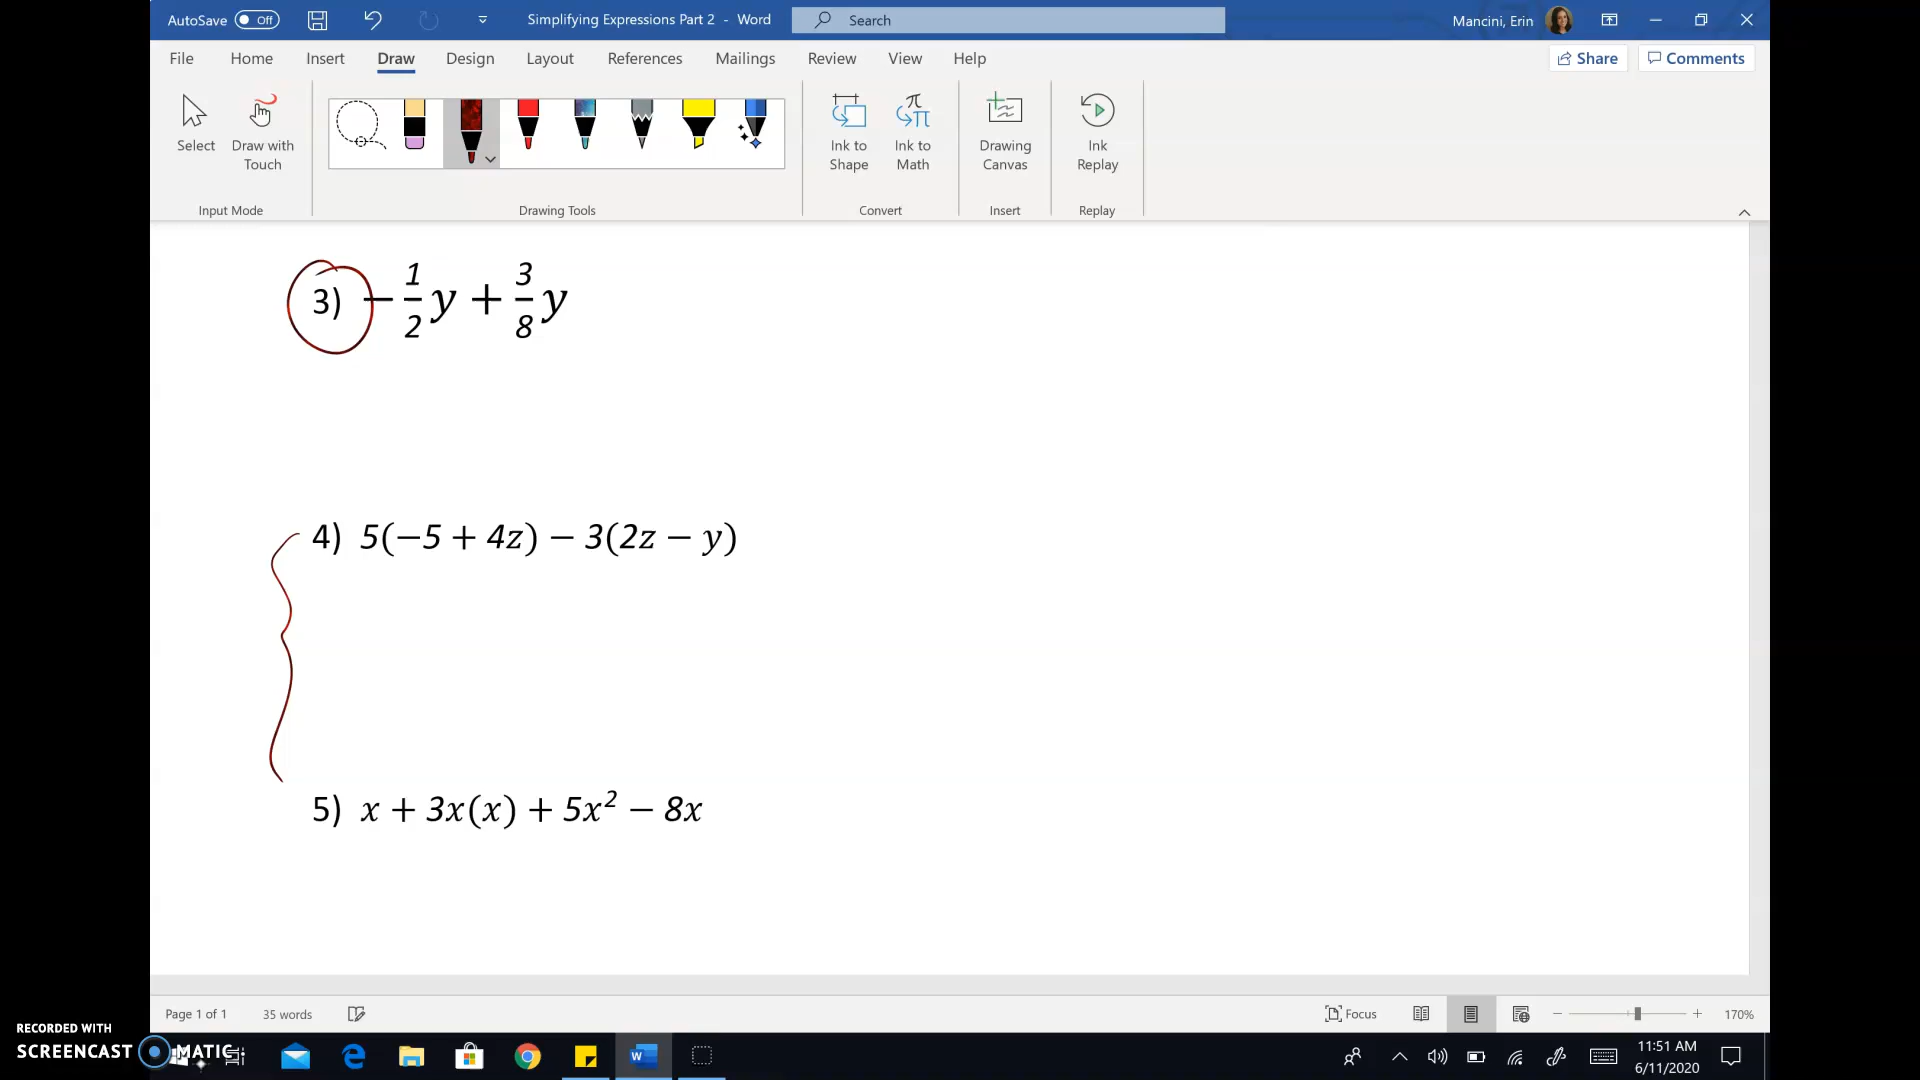 AutoSave Off Simplifying Expressions Part 2 - Word Search Mancini, Erin
File Home Insert Draw Design Layout References Mailings Review View Help Share Comments
Select Draw with Touch Ink to Shape Ink to Math Drawing Canvas Ink Replay
Input Mode Drawing Tools Convert Insert Replay
3) −1/2 y + 3/8 y
4) 5(−5 + 4z) − 3(2z − y)
5) x + 3x(x) + 5x² − 8x
Page 1 of 1 35 words Focus 170%
RECORDED WITH
SCREENCAST MATIC
11:51 AM
6/11/2020